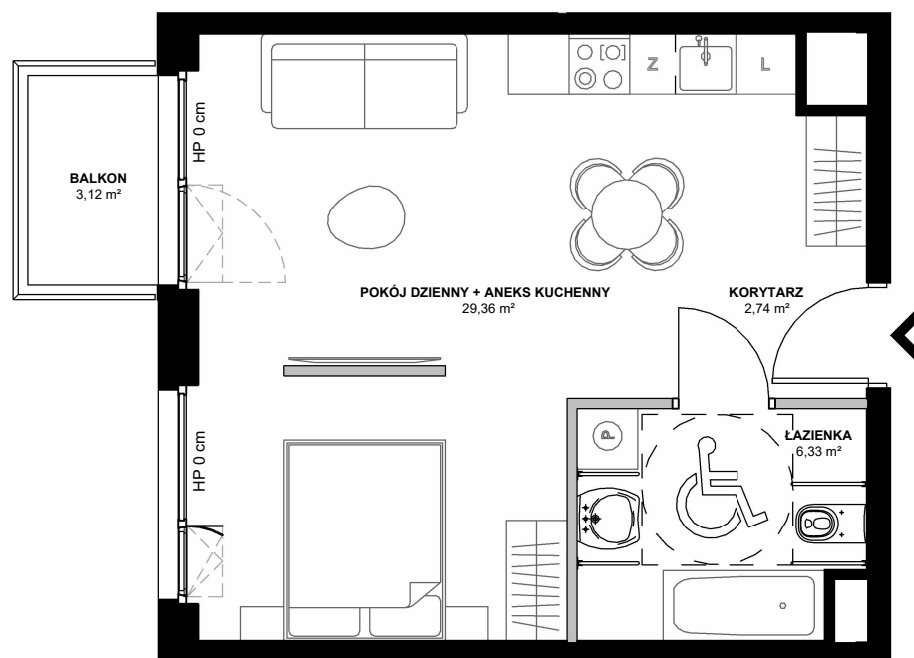 Z
L
HP 0 cm
BALKON
3,12 m²
POKÓJ DZIENNY + ANEKS KUCHENNY
29,36 m²
KORYTARZ
2,74 m²
P
ŁAZIENKA
6,33 m²
HP 0 cm